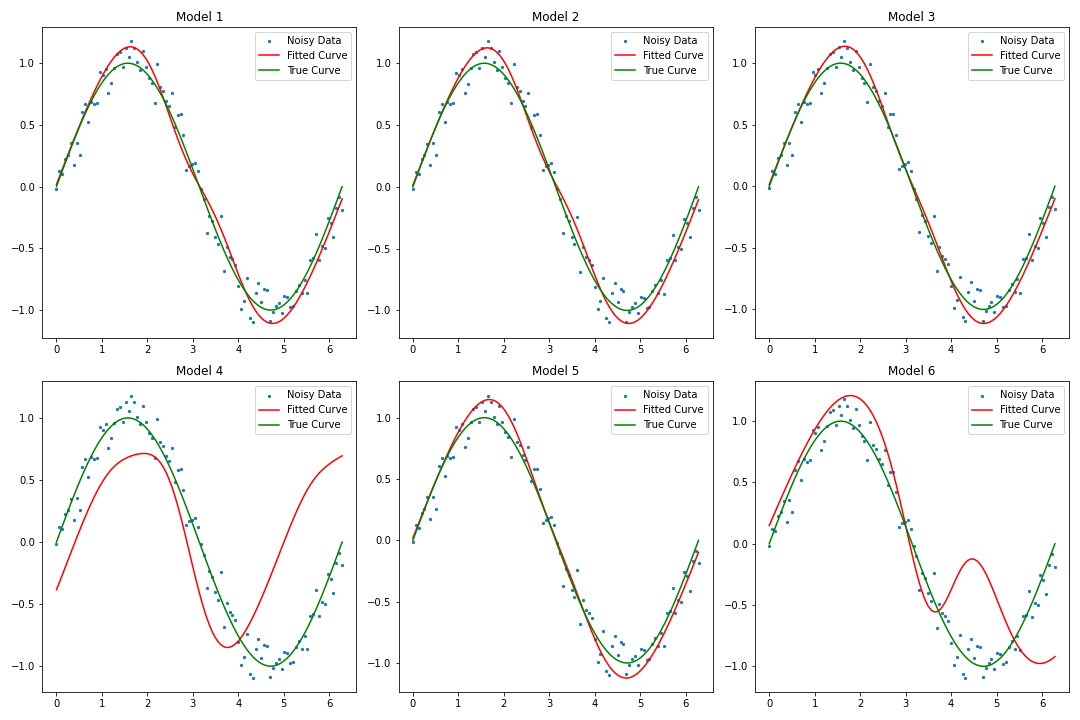 Model 1
Noisy Data
Fitted Curve
True Curve
1.0
0.5
0.0
−0.5
−1.0
0 1 2 3 4 5 6
Model 2
Noisy Data
Fitted Curve
True Curve
1.0
0.5
0.0
−0.5
−1.0
0 1 2 3 4 5 6
Model 3
Noisy Data
Fitted Curve
True Curve
1.0
0.5
0.0
−0.5
−1.0
0 1 2 3 4 5 6
Model 4
Noisy Data
Fitted Curve
True Curve
1.0
0.5
0.0
−0.5
−1.0
0 1 2 3 4 5 6
Model 5
Noisy Data
Fitted Curve
True Curve
1.0
0.5
0.0
−0.5
−1.0
0 1 2 3 4 5 6
Model 6
Noisy Data
Fitted Curve
True Curve
1.0
0.5
0.0
−0.5
−1.0
0 1 2 3 4 5 6